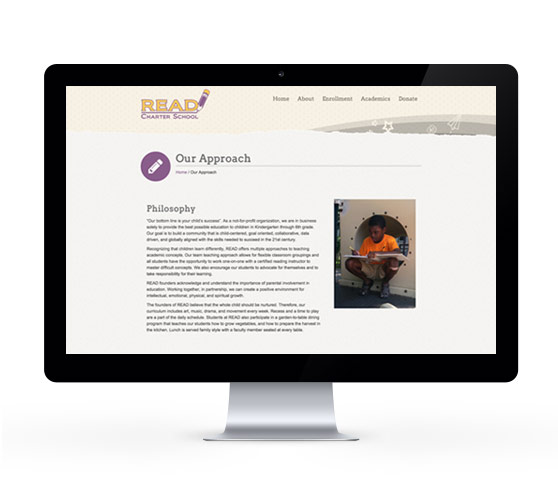 READ
CHARTER SCHOOL
Home About Enrollment Academics Donate
Our Approach
Home / Our Approach
Philosophy
"Our bottom line is your child's success". As a not-for-profit organization, we are in business
solely to provide the best possible education to children in Kindergarten through 6th grade.
Our goal is to build a community that is child-centered, goal oriented, collaborative, data
driven, and globally aligned with the skills needed to succeed in the 21st century.
Recognizing that children learn differently, READ offers multiple approaches to teaching
academic concepts. Our team teaching approach allows for flexible classroom groupings and
all students have the opportunity to work one-on-one with a certified reading instructor to
master difficult concepts. We also encourage our students to advocate for themselves and to
take responsibility for their learning.
READ founders acknowledge and understand the importance of parental involvement in
education. Working together, in partnership, we can create a positive environment for
intellectual, emotional, physical, and spiritual growth.
The founders of READ believe that the whole child should be nurtured. Therefore, our
curriculum includes art, music, drama, and movement every week. Recess and a time to play
are a part of the daily schedule. Students at READ also participate in a garden-to-table dining
program that teaches our students how to grow vegetables, and how to prepare the harvest in
the kitchen. Lunch is served family style with a faculty member seated at every table.